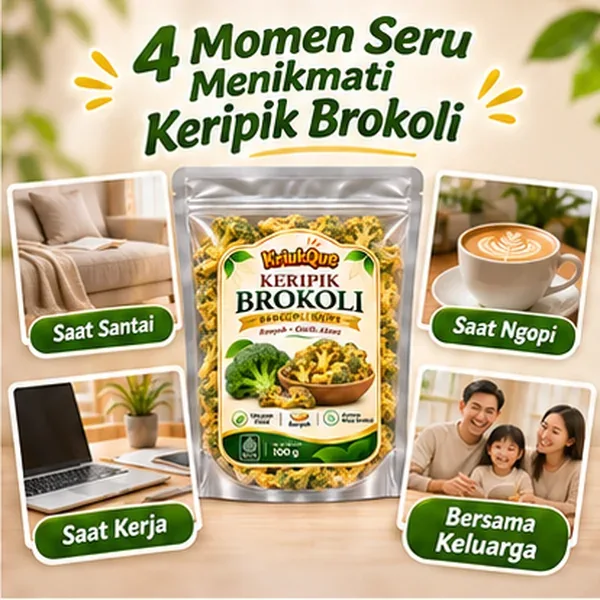 4 Momen Seru
Menikmati
Keripik Brokoli
KriukQue
KERIPIK
BROKOLI
100 g
Saat Santai
Saat Ngopi
Saat Kerja
Bersama
Keluarga